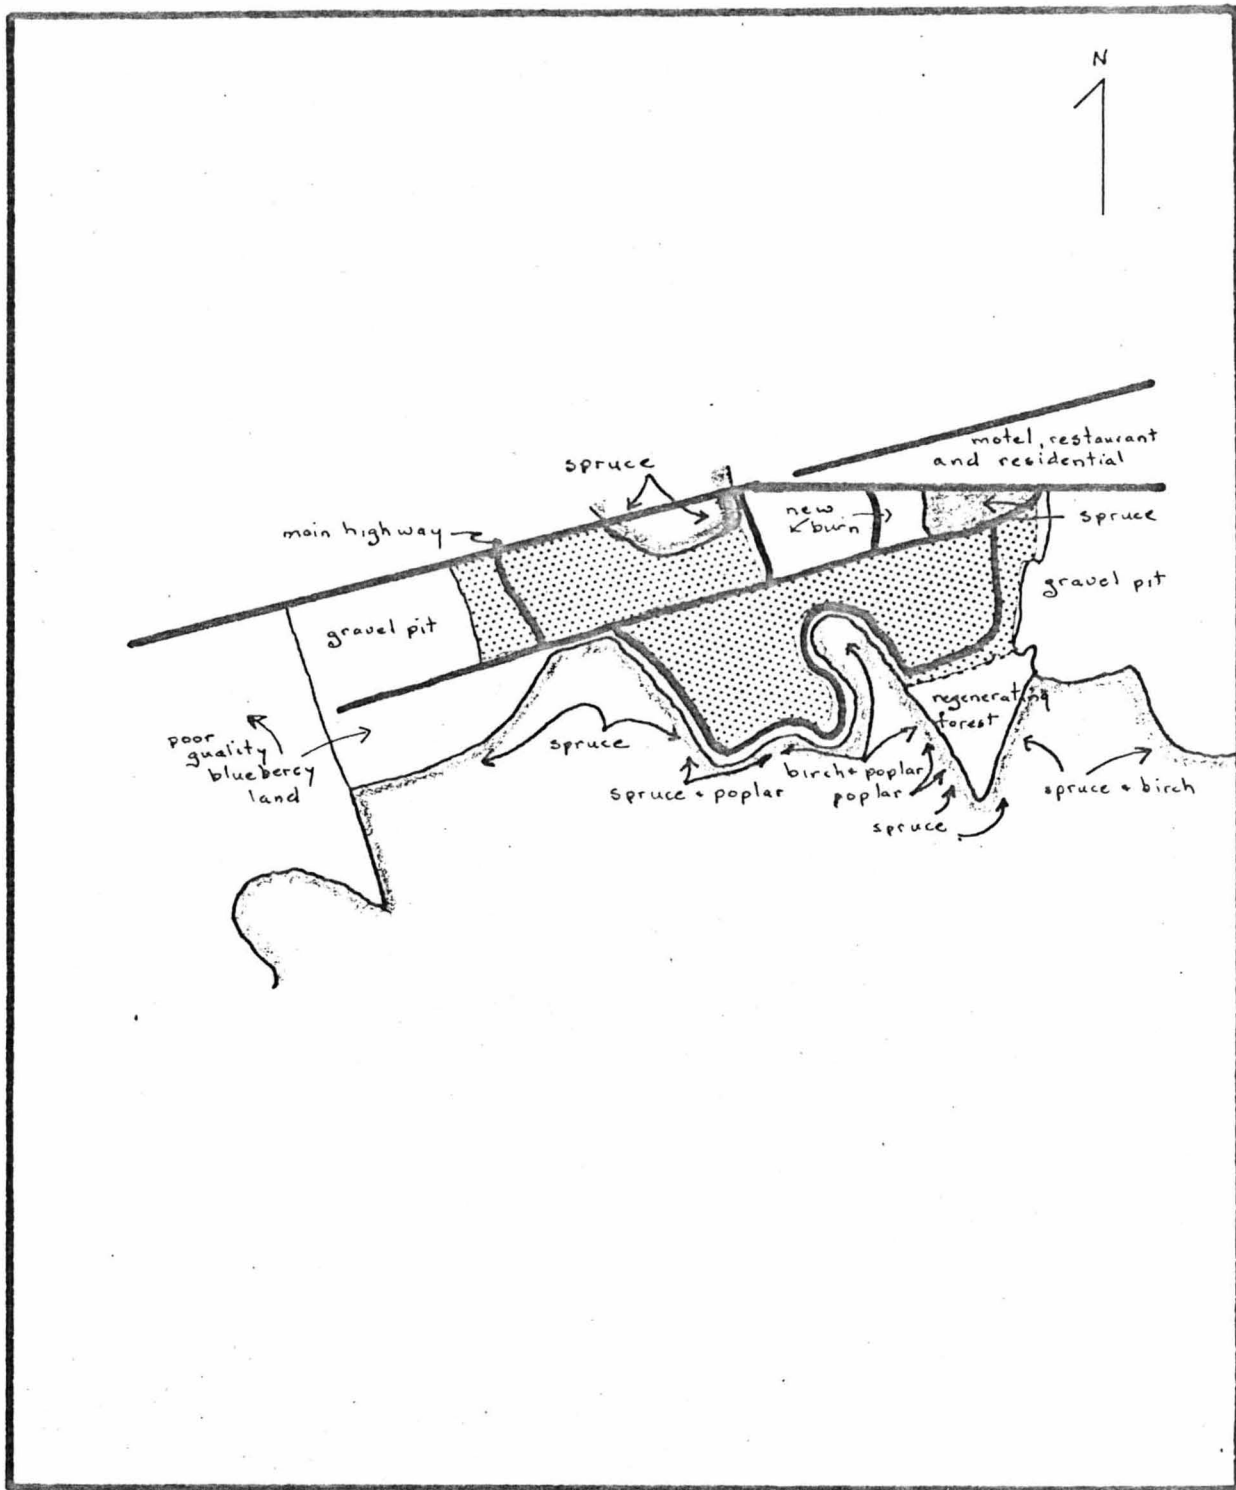 N
motel, restaurant
and residential
spruce
main highway
new
burn
spruce
gravel pit
gravel pit
regenerating
forest
poor
quality
blueberry
land
spruce
spruce + poplar
birch + poplar
poplar
spruce
spruce + birch